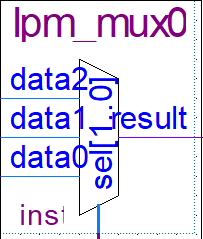 lpm_mux0
data2
data1 result
data0
sel[1..0]
inst